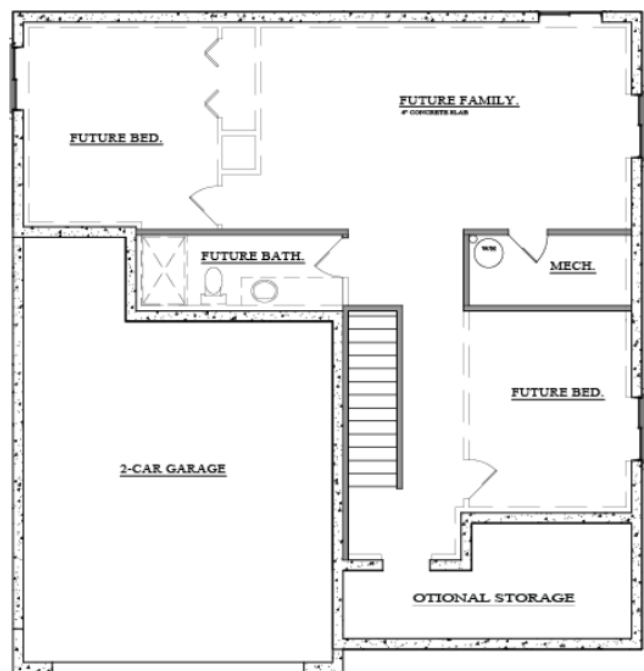 FUTURE FAMILY.
4" CONCRETE SLAB
FUTURE BED.
FUTURE BATH.
MECH.
FUTURE BED.
2-CAR GARAGE
OTIONAL STORAGE